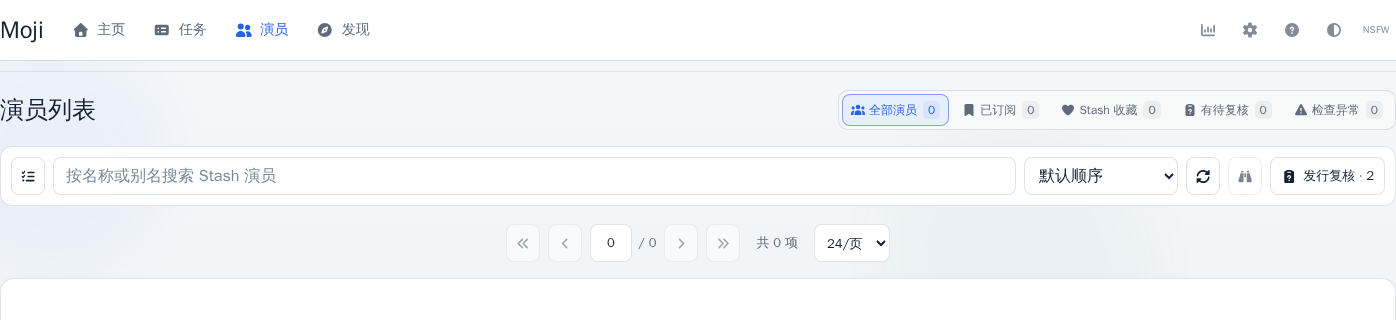 Moji 主页 任务 演员 发现 NSFW
演员列表 全部演员 0 已订阅 0 Stash 收藏 0 有待复核 0 检查异常 0
按名称或别名搜索 Stash 演员 默认顺序 发行复核 · 2
0 / 0 共 0 项 24/页